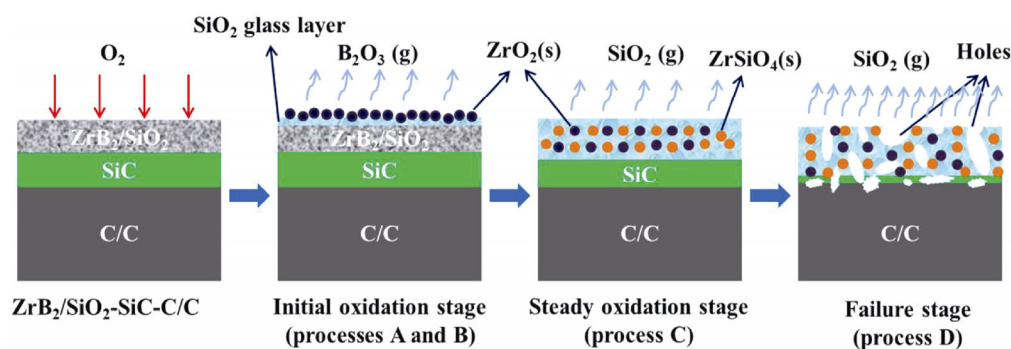 SiO₂ glass layer
O₂
B₂O₃ (g)
ZrO₂(s)
SiO₂ (g)
ZrSiO₄(s)
SiO₂ (g)
Holes
ZrB₂/SiO₂
ZrB₂/SiO₂
SiC
SiC
C/C
C/C
C/C
C/C
ZrB₂/SiO₂-SiC-C/C
Initial oxidation stage
(processes A and B)
Steady oxidation stage
(process C)
Failure stage
(process D)